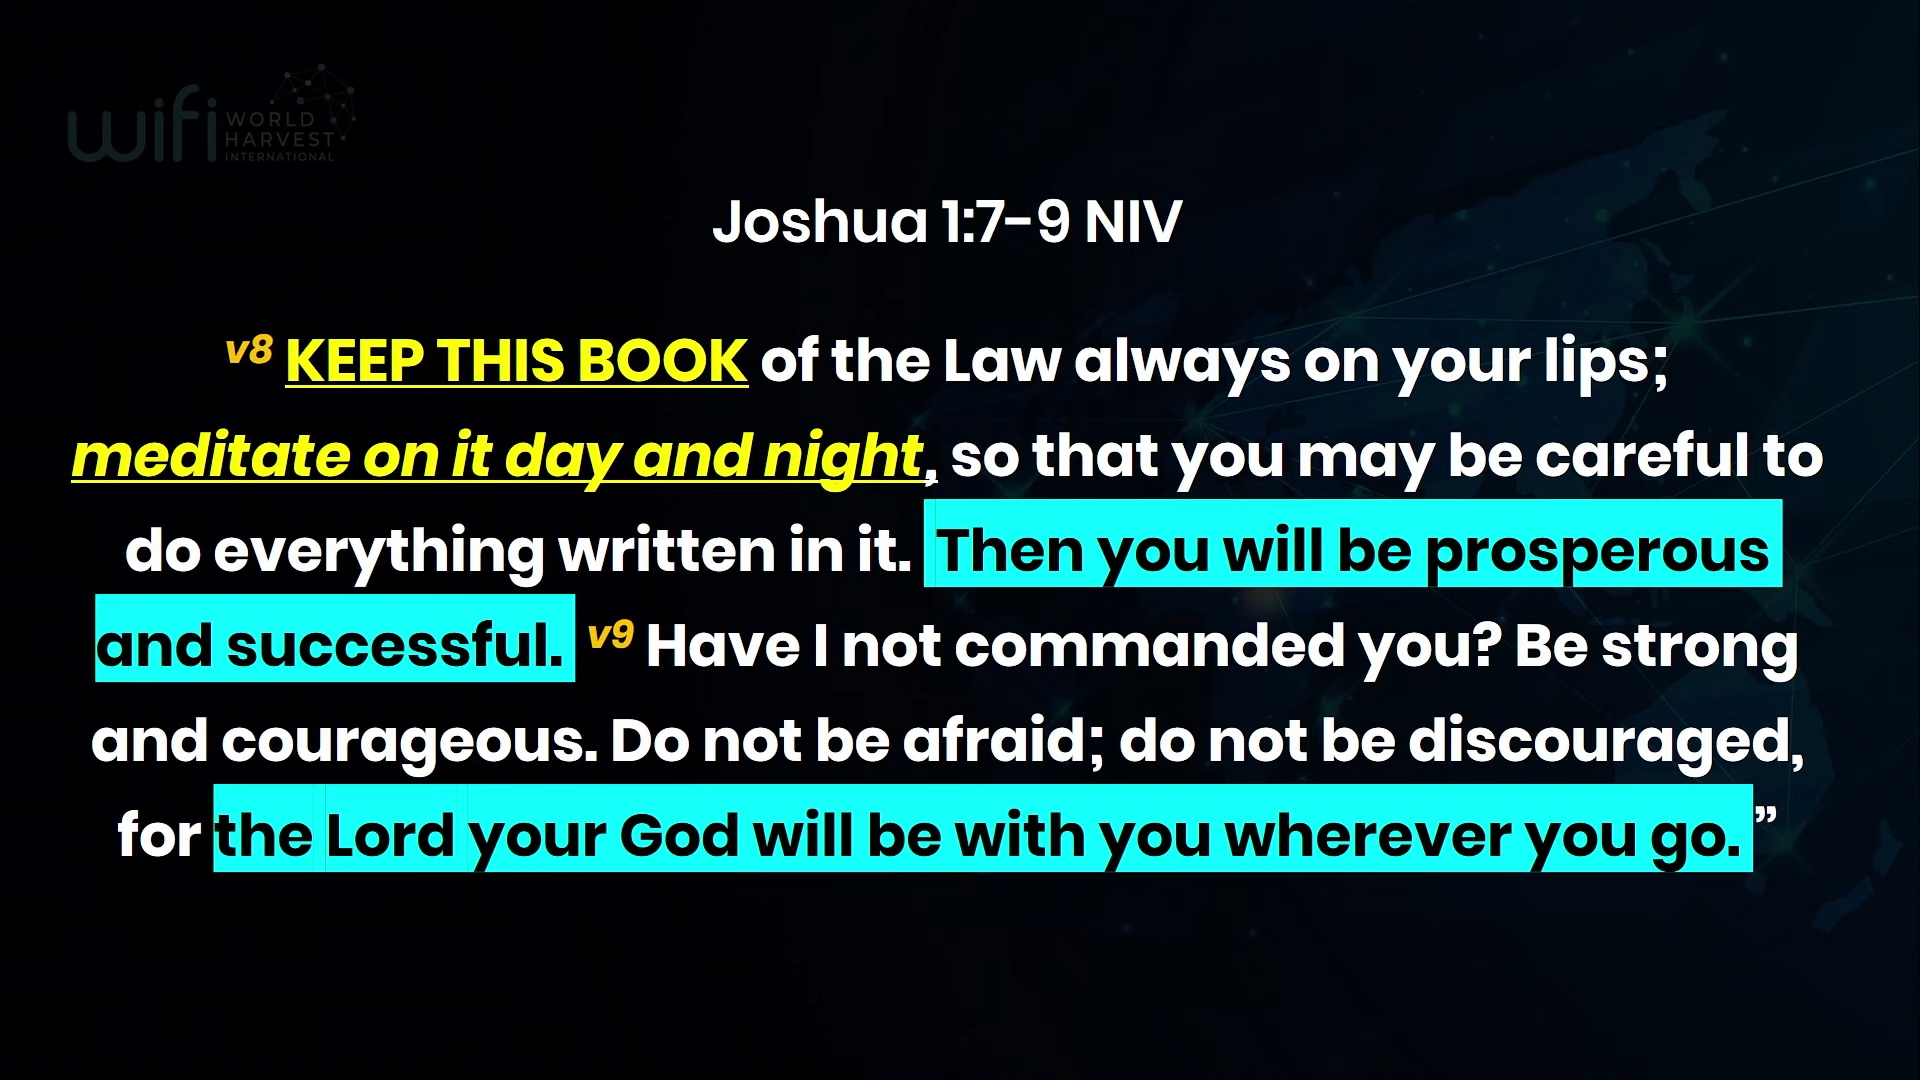 wifi WORLD
HARVEST
INTERNATIONAL
Joshua 1:7–9 NIV
v8 KEEP THIS BOOK of the Law always on your lips;
meditate on it day and night, so that you may be careful to
do everything written in it. Then you will be prosperous
and successful. v9 Have I not commanded you? Be strong
and courageous. Do not be afraid; do not be discouraged,
for the Lord your God will be with you wherever you go. ”